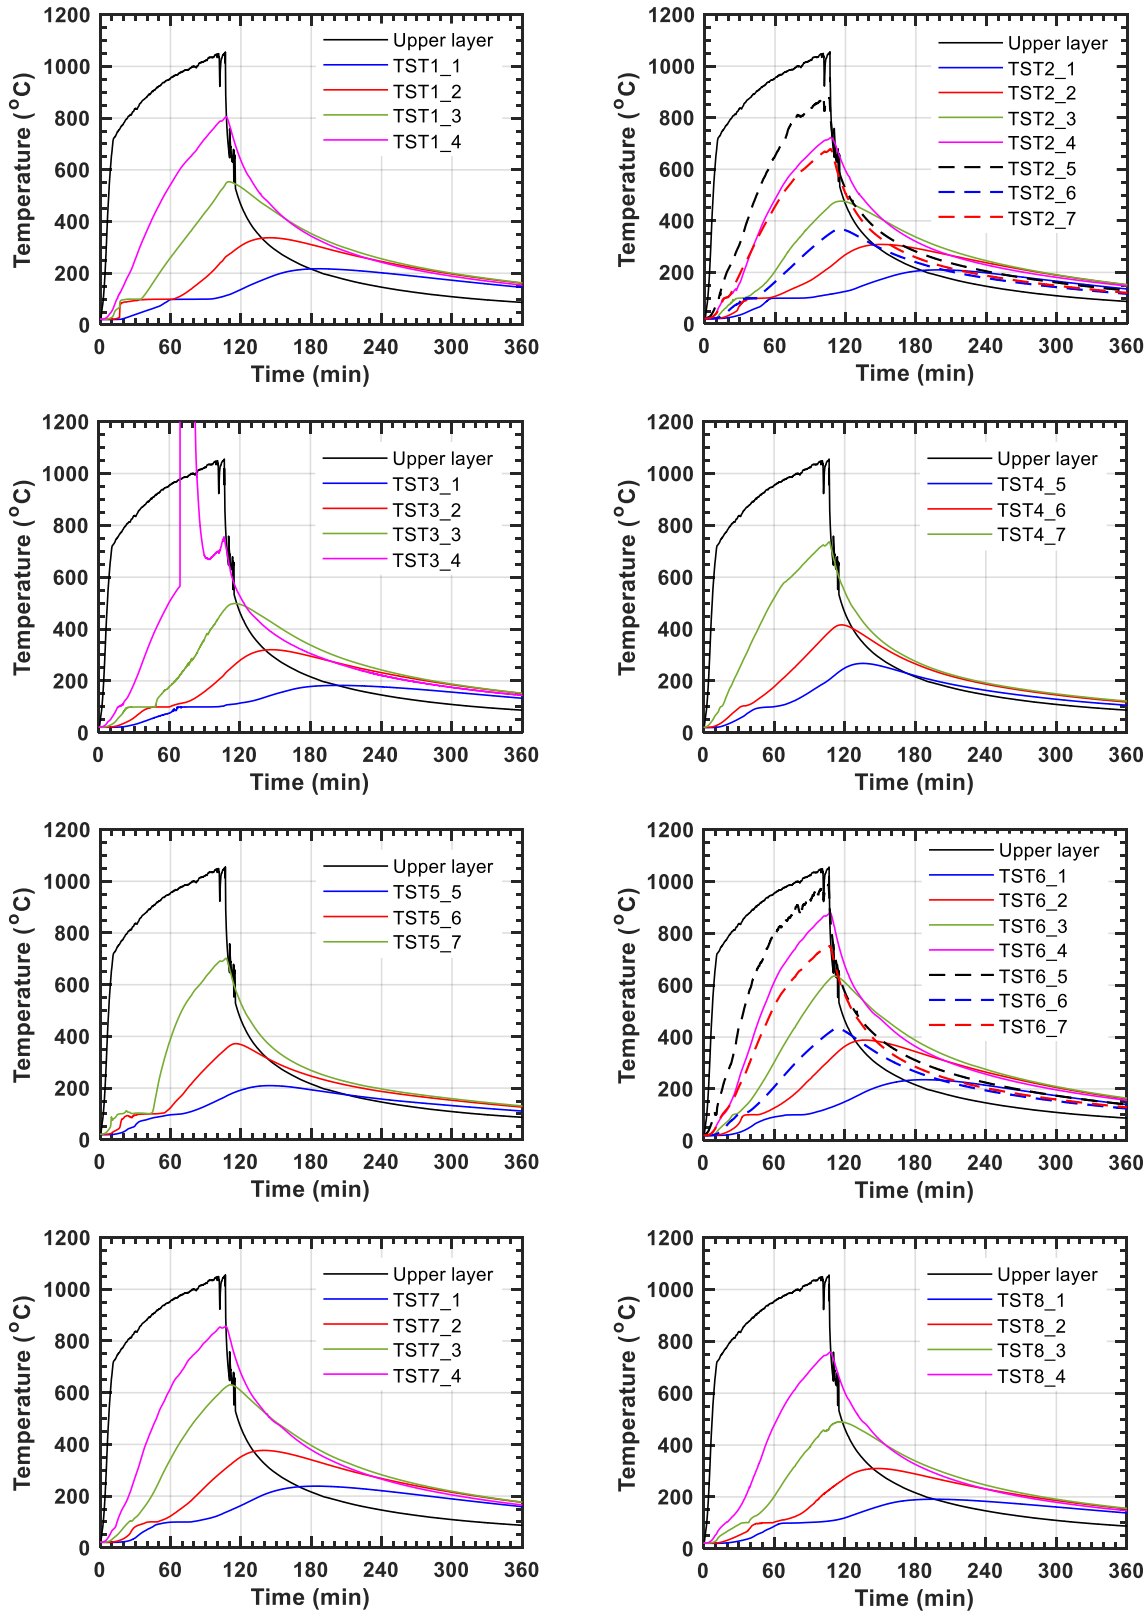 1200
1000
800
600
400
200
0
Temperature (°C)
Upper layer
TST1_1
TST1_2
TST1_3
TST1_4
0 60 120 180 240 300 360
Time (min)
1200
1000
800
600
400
200
0
Temperature (°C)
Upper layer
TST2_1
TST2_2
TST2_3
TST2_4
TST2_5
TST2_6
TST2_7
0 60 120 180 240 300 360
Time (min)
1200
1000
800
600
400
200
0
Temperature (°C)
Upper layer
TST3_1
TST3_2
TST3_3
TST3_4
0 60 120 180 240 300 360
Time (min)
1200
1000
800
600
400
200
0
Temperature (°C)
Upper layer
TST4_5
TST4_6
TST4_7
0 60 120 180 240 300 360
Time (min)
1200
1000
800
600
400
200
0
Temperature (°C)
Upper layer
TST5_5
TST5_6
TST5_7
0 60 120 180 240 300 360
Time (min)
1200
1000
800
600
400
200
0
Temperature (°C)
Upper layer
TST6_1
TST6_2
TST6_3
TST6_4
TST6_5
TST6_6
TST6_7
0 60 120 180 240 300 360
Time (min)
1200
1000
800
600
400
200
0
Temperature (°C)
Upper layer
TST7_1
TST7_2
TST7_3
TST7_4
0 60 120 180 240 300 360
Time (min)
1200
1000
800
600
400
200
0
Temperature (°C)
Upper layer
TST8_1
TST8_2
TST8_3
TST8_4
0 60 120 180 240 300 360
Time (min)